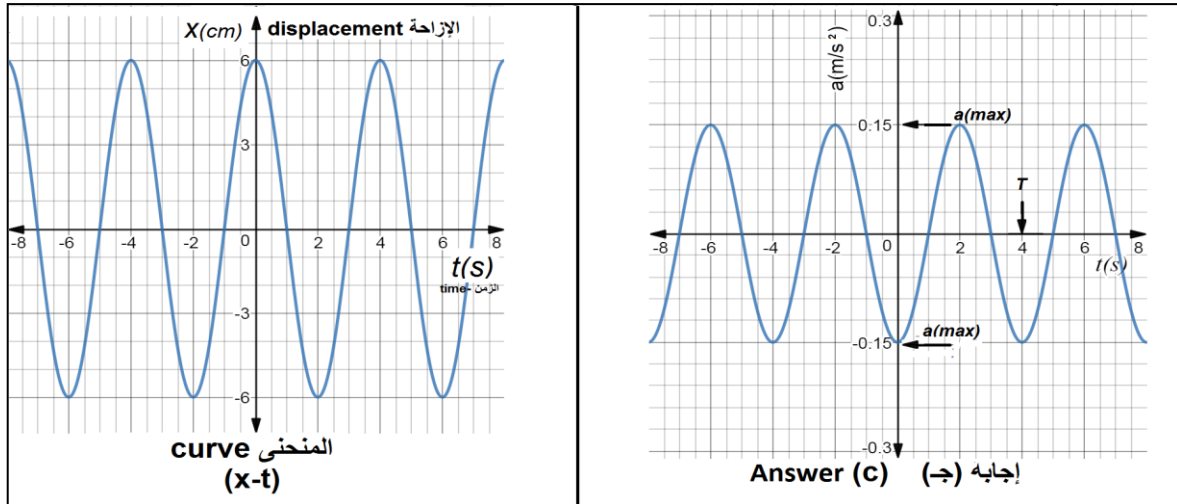 X(cm)
displacement الإزاحة
6
3
-8 -6 -4 -2 0 2 4 6 8
t(s)
time- الزمن
-3
-6
curve المنحنى
(x-t)
0.3
a(m/s²)
0.15
a(max)
T
-8 -6 -4 -2 0 2 4 6 8
t(s)
a(max)
-0.15
-0.3
Answer (c) إجابه (جـ)